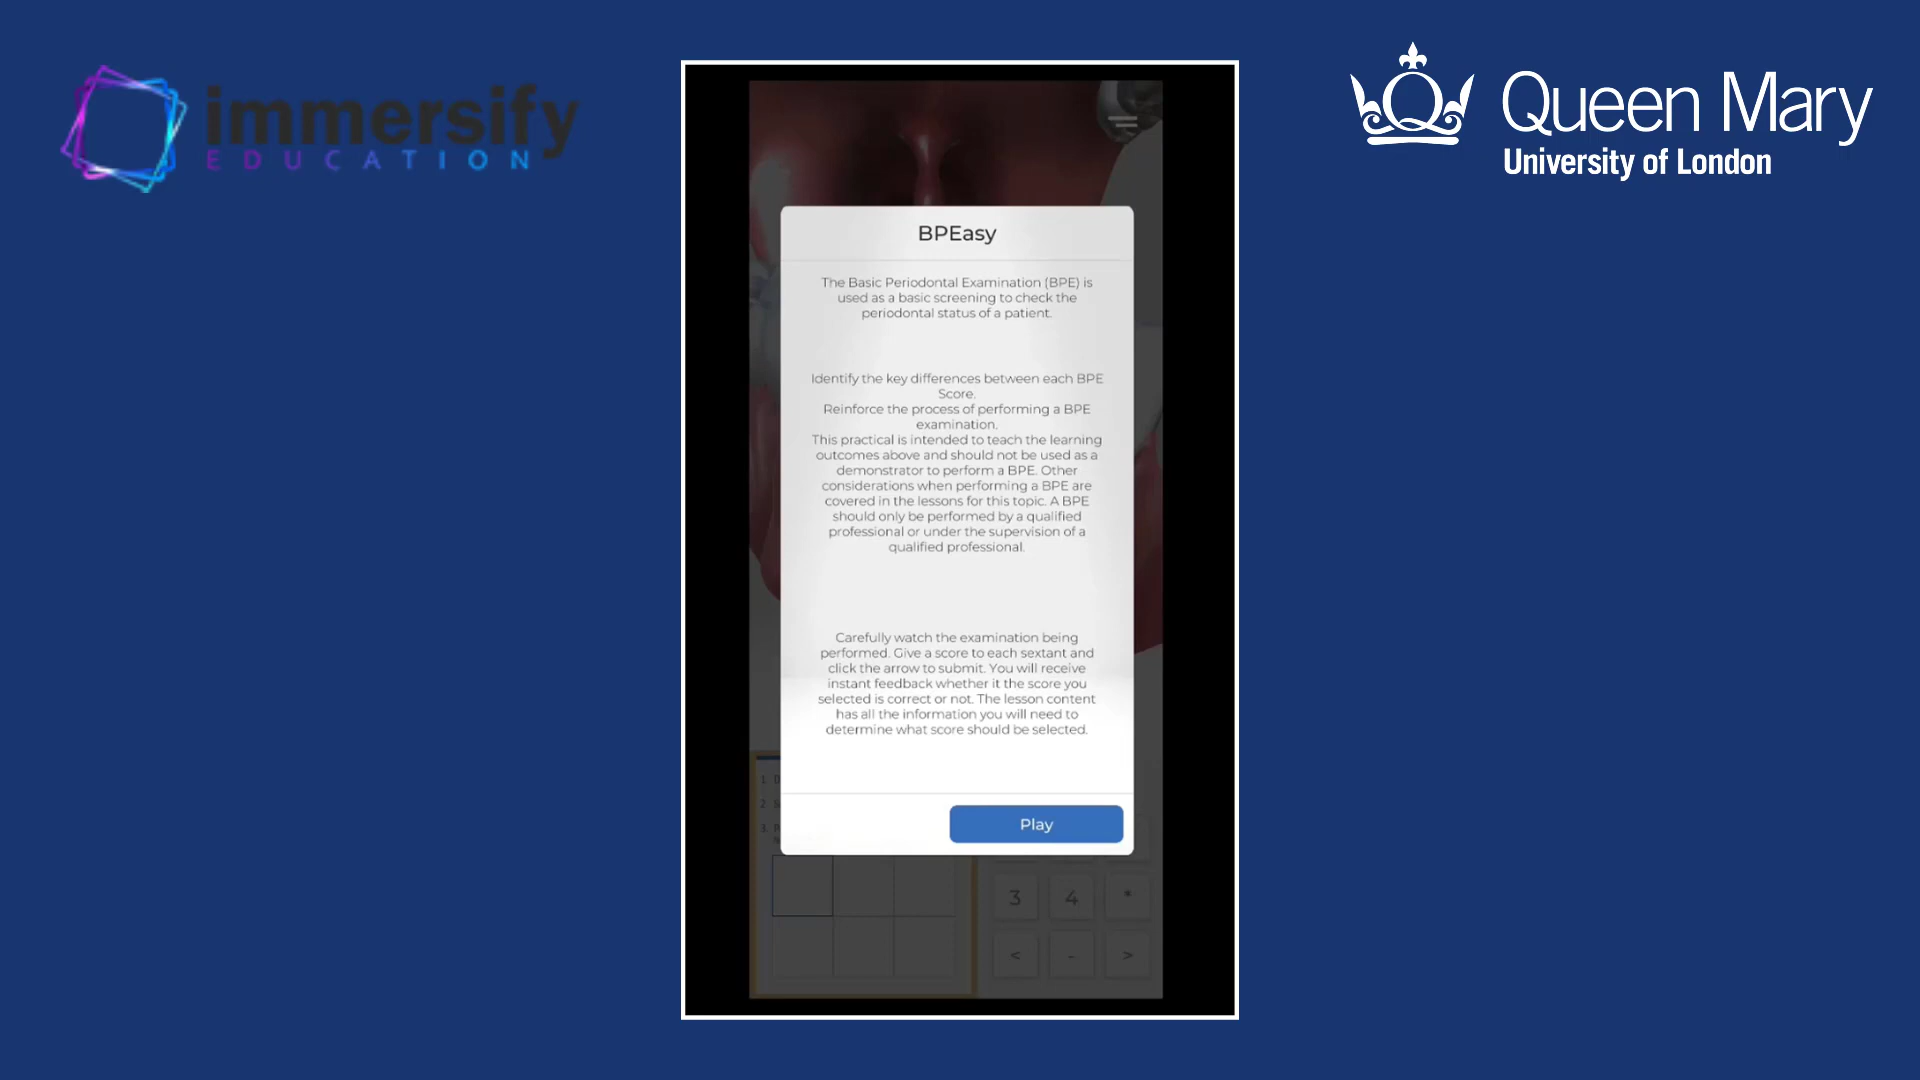 immersify
EDUCATION
Queen Mary
University of London
BPEasy
The Basic Periodontal Examination (BPE) is
used as a basic screening to check the
periodontal status of a patient.
Identify the key differences between each BPE
Score.
Reinforce the process of performing a BPE
examination.
This practical is intended to teach the learning
outcomes above and should not be used as a
demonstrator to perform a BPE. Other
considerations when performing a BPE are
covered in the lessons for this topic. A BPE
should only be performed by a qualified
professional or under the supervision of a
qualified professional.
Carefully watch the examination being
performed. Give a score to each sextant and
click the arrow to submit. You will receive
instant feedback whether it the score you
selected is correct or not. The lesson content
has all the information you will need to
determine what score should be selected.
Play
1
2
3.
3 4 *
< - >